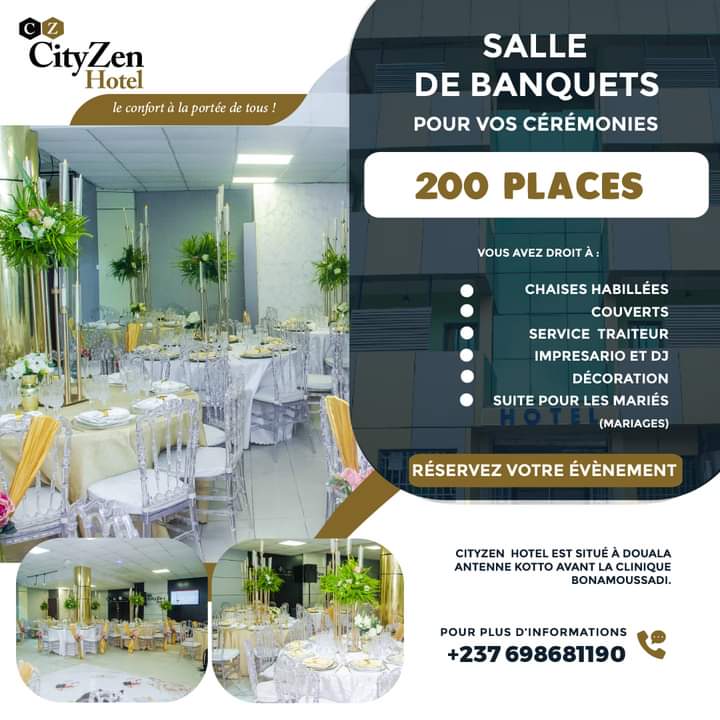 C Z
CityZen
Hotel
le confort à la portée de tous !
SALLE
DE BANQUETS
POUR VOS CÉRÉMONIES
200 PLACES
VOUS AVEZ DROIT À :
CHAISES HABILLÉES
COUVERTS
SERVICE TRAITEUR
IMPRESARIO ET DJ
DÉCORATION
SUITE POUR LES MARIÉS
(MARIAGES)
HOTEL
RÉSERVEZ VOTRE ÉVÈNEMENT
CITYZEN HOTEL EST SITUÉ À DOUALA
ANTENNE KOTTO AVANT LA CLINIQUE
BONAMOUSSADI.
POUR PLUS D'INFORMATIONS
+237 698681190